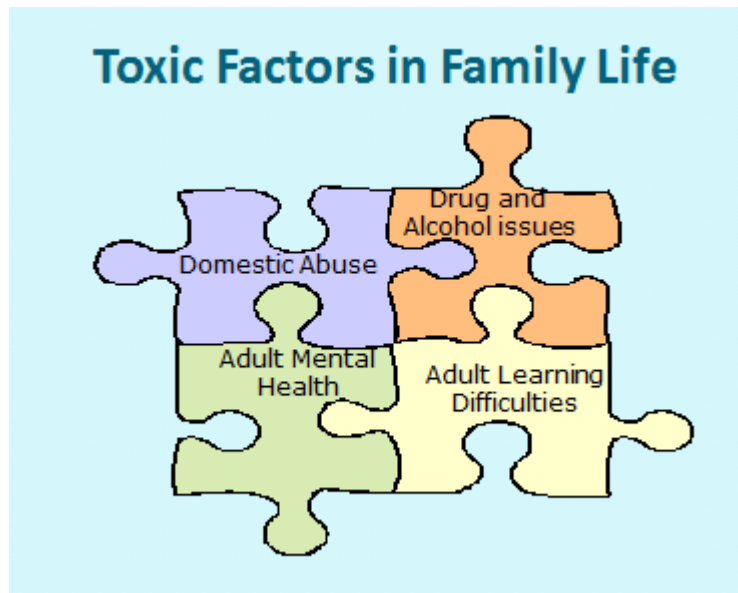 Toxic Factors in Family Life
Drug and
Alcohol issues
Domestic Abuse
Adult Mental
Health
Adult Learning
Difficulties